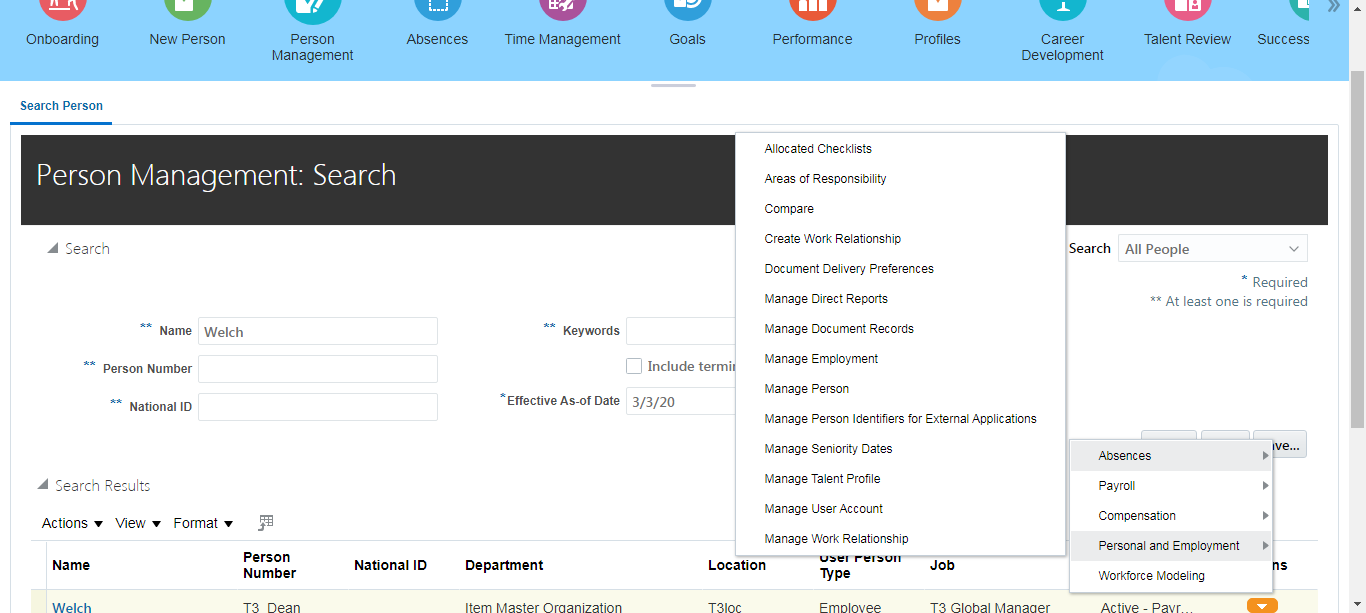 Onboarding
New Person
Person
Management
Absences
Time Management
Goals
Performance
Profiles
Career
Development
Talent Review
Success
Search Person
Person Management: Search
Search
Search All People
* Required
** At least one is required
** Name Welch
** Keywords
** Person Number
Include termin
** National ID
*Effective As-of Date 3/3/20
ve...
Allocated Checklists
Areas of Responsibility
Compare
Create Work Relationship
Document Delivery Preferences
Manage Direct Reports
Manage Document Records
Manage Employment
Manage Person
Manage Person Identifiers for External Applications
Manage Seniority Dates
Manage Talent Profile
Manage User Account
Manage Work Relationship
Absences
Payroll
Compensation
Personal and Employment
Workforce Modeling
Search Results
Actions View Format
Name
Person
Number
National ID
Department
Location
User Person
Type
Job
ns
Welch T3_Dean Item Master Organization T3loc Employee T3 Global Manager Active - Payr...